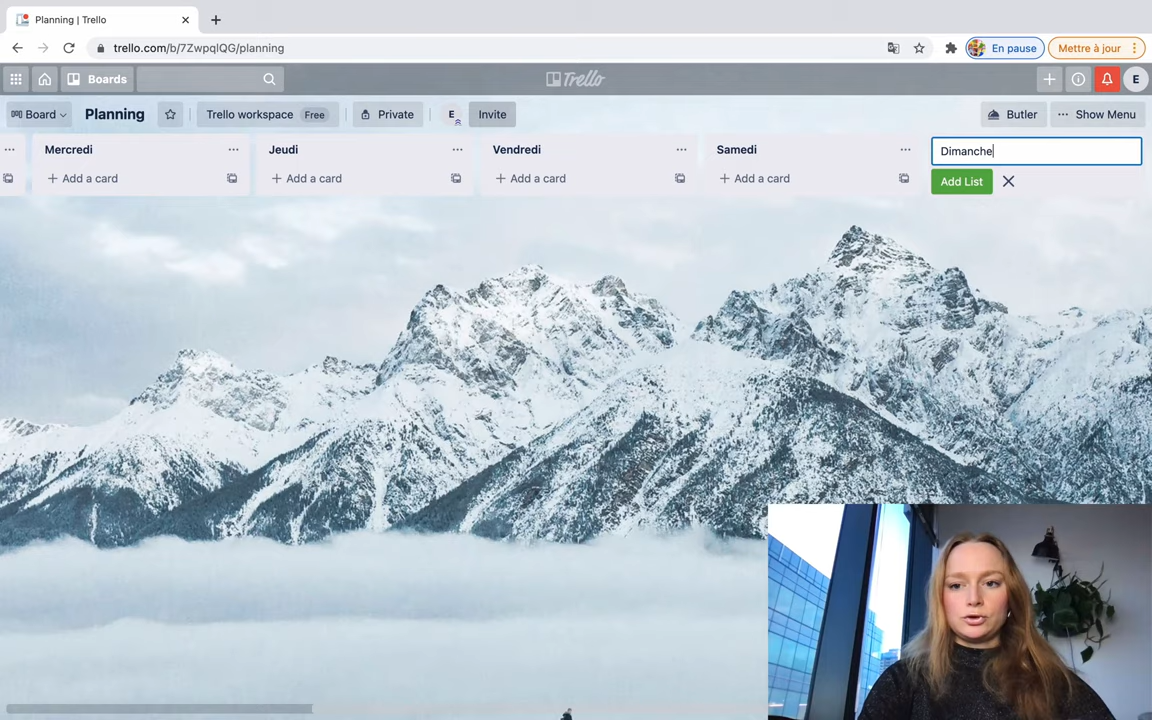 Planning | Trello
trello.com/b/7ZwpqIQG/planning
En pause
Mettre à jour
Boards
Trello
E
Board
Planning
Trello workspace
Free
Private
E
Invite
Butler
Show Menu
Mercredi
Jeudi
Vendredi
Samedi
Dimanche
Add a card
Add a card
Add a card
Add a card
Add List